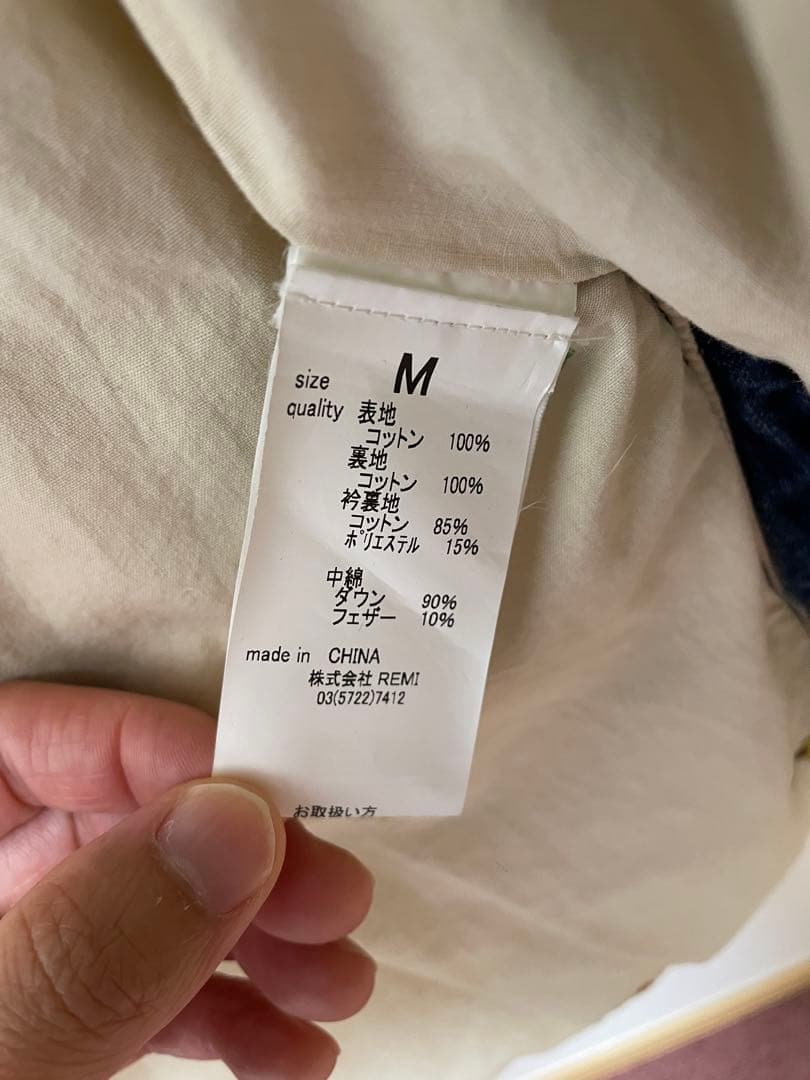 size M
quality 表地
コットン 100%
裏地
コットン 100%
衿裏地
コットン 85%
ポリエステル 15%
中綿
ダウン 90%
フェザー 10%
made in CHINA
株式会社 REMI
03(5722)7412
お取扱い方